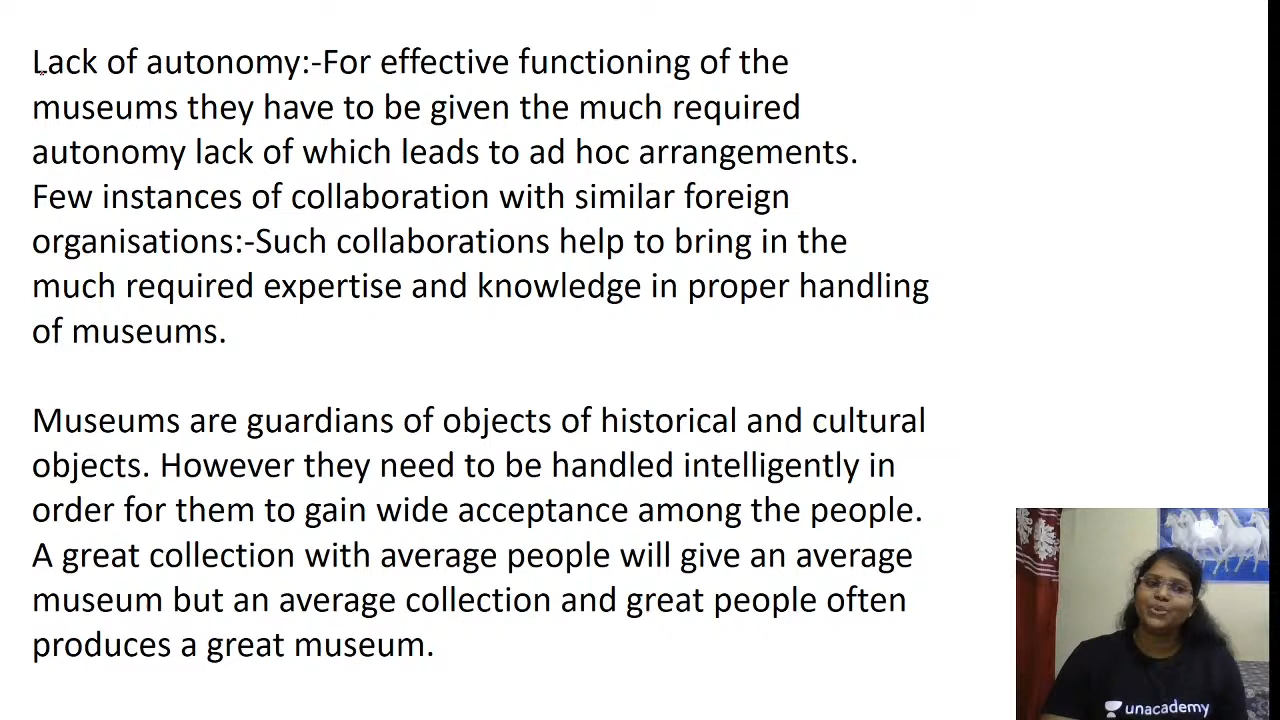 Lack of autonomy:-For effective functioning of the
museums they have to be given the much required
autonomy lack of which leads to ad hoc arrangements.
Few instances of collaboration with similar foreign
organisations:-Such collaborations help to bring in the
much required expertise and knowledge in proper handling
of museums.
Museums are guardians of objects of historical and cultural
objects. However they need to be handled intelligently in
order for them to gain wide acceptance among the people.
A great collection with average people will give an average
museum but an average collection and great people often
produces a great museum.
unacademy